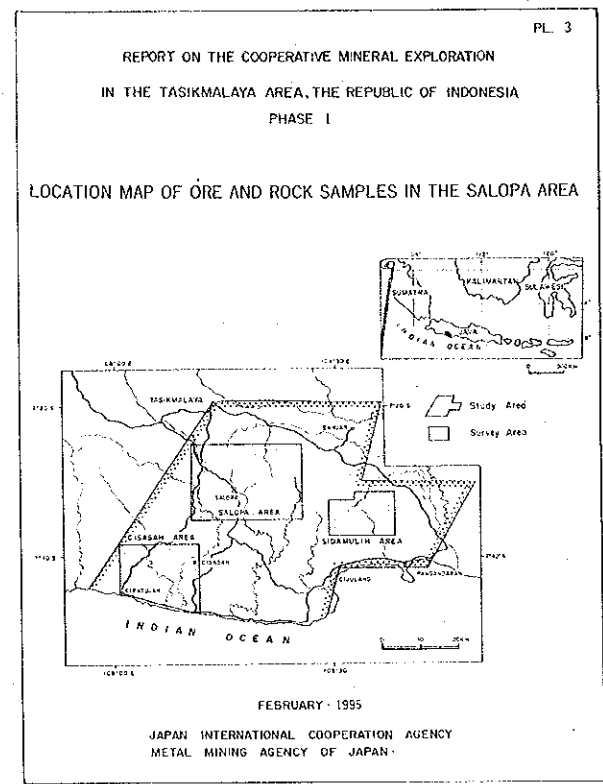 PL. 3
REPORT ON THE COOPERATIVE MINERAL EXPLORATION
IN THE TASIKMALAYA AREA, THE REPUBLIC OF INDONESIA
PHASE I
LOCATION MAP OF ORE AND ROCK SAMPLES IN THE SALOPA AREA
KALIMANTAN
SUMATRA
SULAWESI
JAVA
INDIAN OCEAN
TASIKMALAYA
BANJAR
Study Area
Survey Area
SALOPA
SALOPA AREA
CISASAH AREA
SIDAMULIH AREA
CISASAH
CIPATUJAH
CIJULANG
PANGANDARAN
INDIAN OCEAN
FEBRUARY · 1995
JAPAN INTERNATIONAL COOPERATION AGENCY
METAL MINING AGENCY OF JAPAN ·